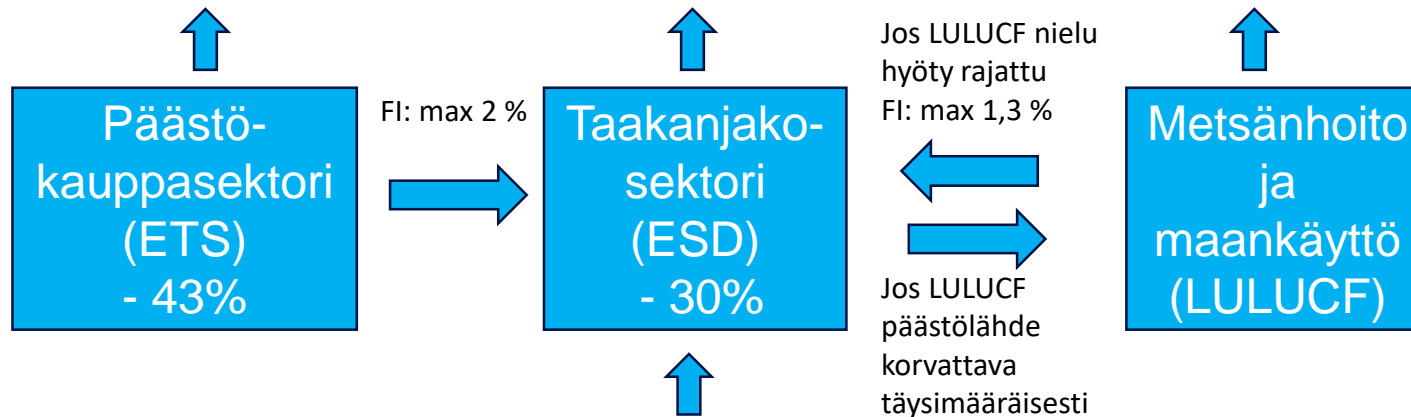 Päästö-
kauppasektori
(ETS)
- 43%
FI: max 2 %
Taakanjako-
sektori
(ESD)
- 30%
Jos LULUCF nielu
hyöty rajattu
FI: max 1,3 %
Jos LULUCF
päästölähde
korvattava
täysimääräisesti
Metsänhoito
ja
maankäyttö
(LULUCF)